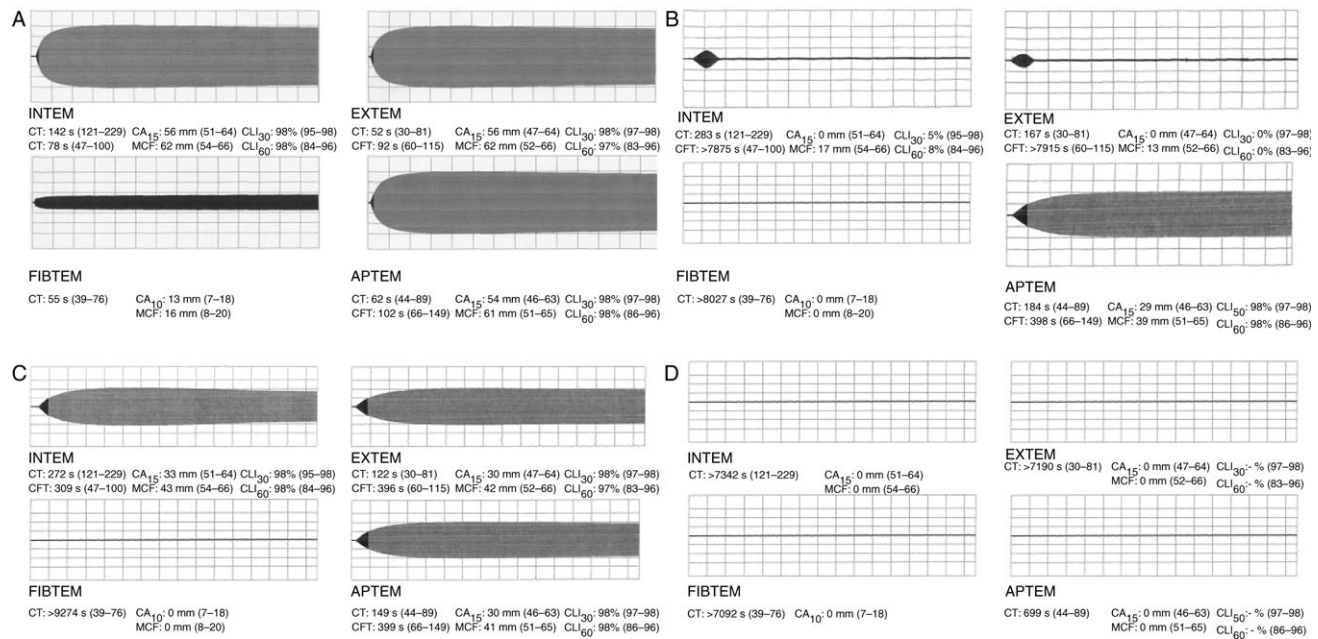 A
INTEM
CT: 142 s (121–229) CA15: 56 mm (51–64) CLI30: 98% (95–98)
CT: 78 s (47–100) MCF: 62 mm (54–66) CLI60: 98% (84–96)
EXTEM
CT: 52 s (30–81) CA15: 56 mm (47–64) CLI30: 98% (97–98)
CFT: 92 s (60–115) MCF: 62 mm (52–66) CLI60: 97% (83–96)
FIBTEM
CT: 55 s (39–76) CA10: 13 mm (7–18)
MCF: 16 mm (8–20)
APTEM
CT: 62 s (44–89) CA15: 54 mm (46–63) CLI30: 98% (97–98)
CFT: 102 s (66–149) MCF: 61 mm (51–65) CLI60: 98% (86–96)
B
INTEM
CT: 283 s (121–229) CA15: 0 mm (51–64) CLI30: 5% (95–98)
CFT: >7875 s (47–100) MCF: 17 mm (54–66) CLI60: 8% (84–96)
EXTEM
CT: 167 s (30–81) CA15: 0 mm (47–64) CLI30: 0% (97–98)
CFT: >7915 s (60–115) MCF: 13 mm (52–66) CLI60: 0% (83–96)
FIBTEM
CT: >8027 s (39–76) CA10: 0 mm (7–18)
MCF: 0 mm (8–20)
APTEM
CT: 184 s (44–89) CA15: 29 mm (46–63) CLI50: 98% (97–98)
CFT: 398 s (66–149) MCF: 39 mm (51–65) CLI60: 98% (86–96)
C
INTEM
CT: 272 s (121–229) CA15: 33 mm (51–64) CLI30: 98% (95–98)
CFT: 309 s (47–100) MCF: 43 mm (54–66) CLI60: 98% (84–96)
EXTEM
CT: 122 s (30–81) CA15: 30 mm (47–64) CLI30: 98% (97–98)
CFT: 396 s (60–115) MCF: 42 mm (52–66) CLI60: 97% (83–96)
FIBTEM
CT: >9274 s (39–76) CA10: 0 mm (7–18)
MCF: 0 mm (8–20)
APTEM
CT: 149 s (44–89) CA15: 30 mm (46–63) CLI30: 98% (97–98)
CFT: 399 s (66–149) MCF: 41 mm (51–65) CLI60: 98% (86–96)
D
INTEM
CT: >7342 s (121–229) CA15: 0 mm (51–64)
MCF: 0 mm (54–66)
EXTEM
CT: >7190 s (30–81) CA15: 0 mm (47–64) CLI30:- % (97–98)
MCF: 0 mm (52–66) CLI60:- % (83–96)
FIBTEM
CT: >7092 s (39–76) CA10: 0 mm (7–18)
APTEM
CT: 699 s (44–89) CA15: 0 mm (46–63) CLI50:- % (97–98)
MCF: 0 mm (51–65) CLI60: - % (86–96)